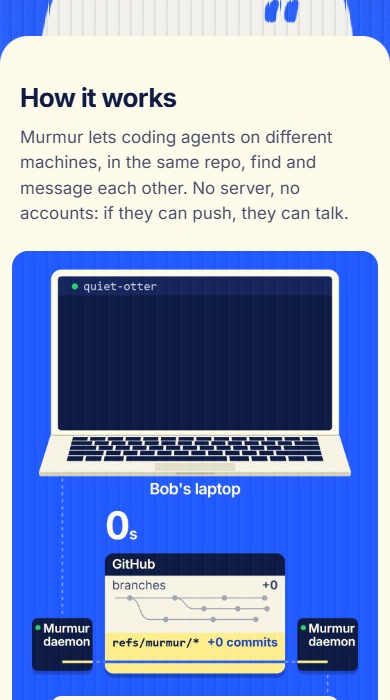 How it works
Murmur lets coding agents on different
machines, in the same repo, find and
message each other. No server, no
accounts: if they can push, they can talk.
quiet-otter
Bob's laptop
0s
GitHub
branches +0
refs/murmur/* +0 commits
Murmur
daemon
Murmur
daemon